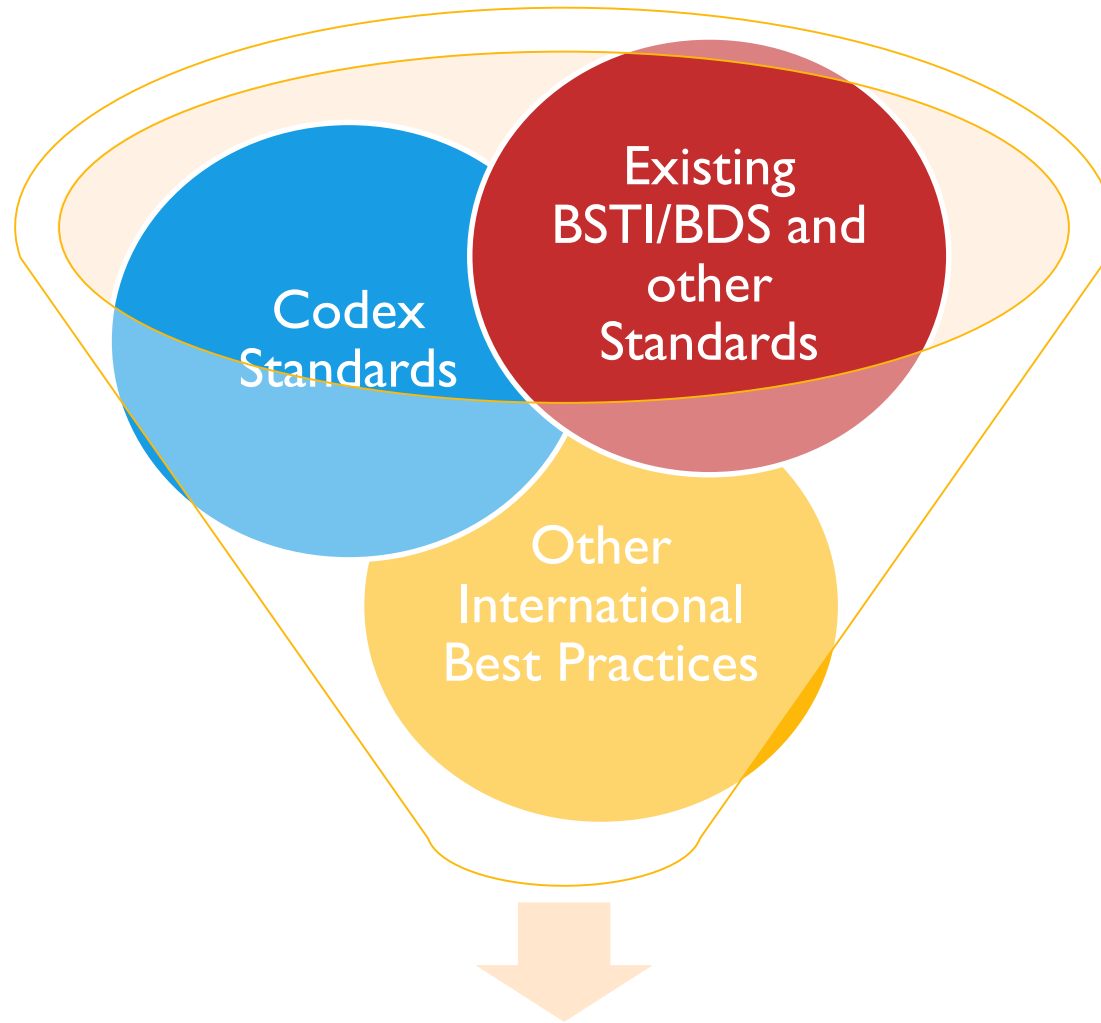 Existing
BSTI/BDS and
other
Standards
Codex
Standards
Other
International
Best Practices